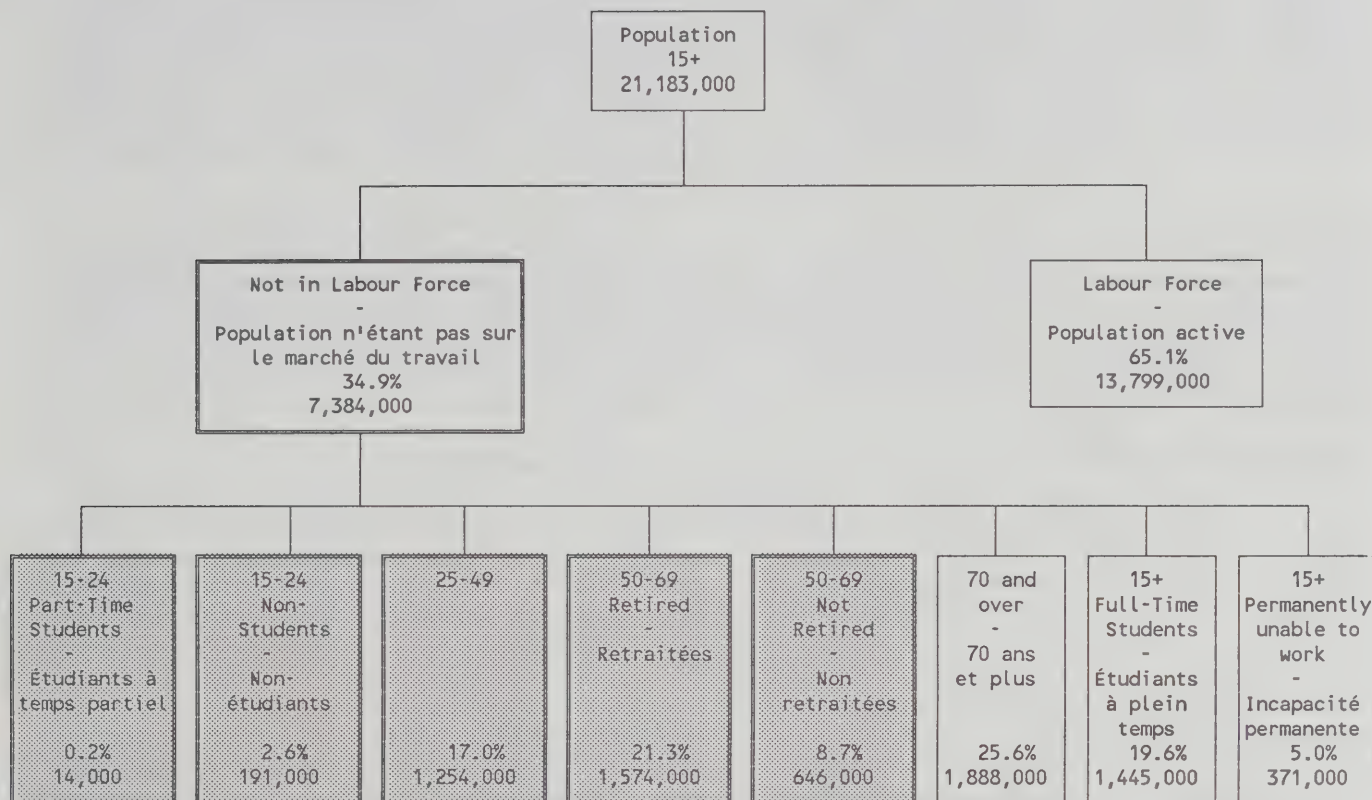 Population
15+
21,183,000
Not in Labour Force
-
Population n'étant pas sur
le marché du travail
34.9%
7,384,000
Labour Force
-
Population active
65.1%
13,799,000
15-24
Part-Time
Students
-
Étudiants à
temps partiel
0.2%
14,000
15-24
Non-
Students
-
Non-
étudiants
2.6%
191,000
25-49
17.0%
1,254,000
50-69
Retired
-
Retraitées
21.3%
1,574,000
50-69
Not
Retired
-
Non
retraitées
8.7%
646,000
70 and
over
-
70 ans
et plus
25.6%
1,888,000
15+
Full-Time
Students
-
Étudiants
à plein
temps
19.6%
1,445,000
15+
Permanently
unable to
work
-
Incapacité
permanente
5.0%
371,000